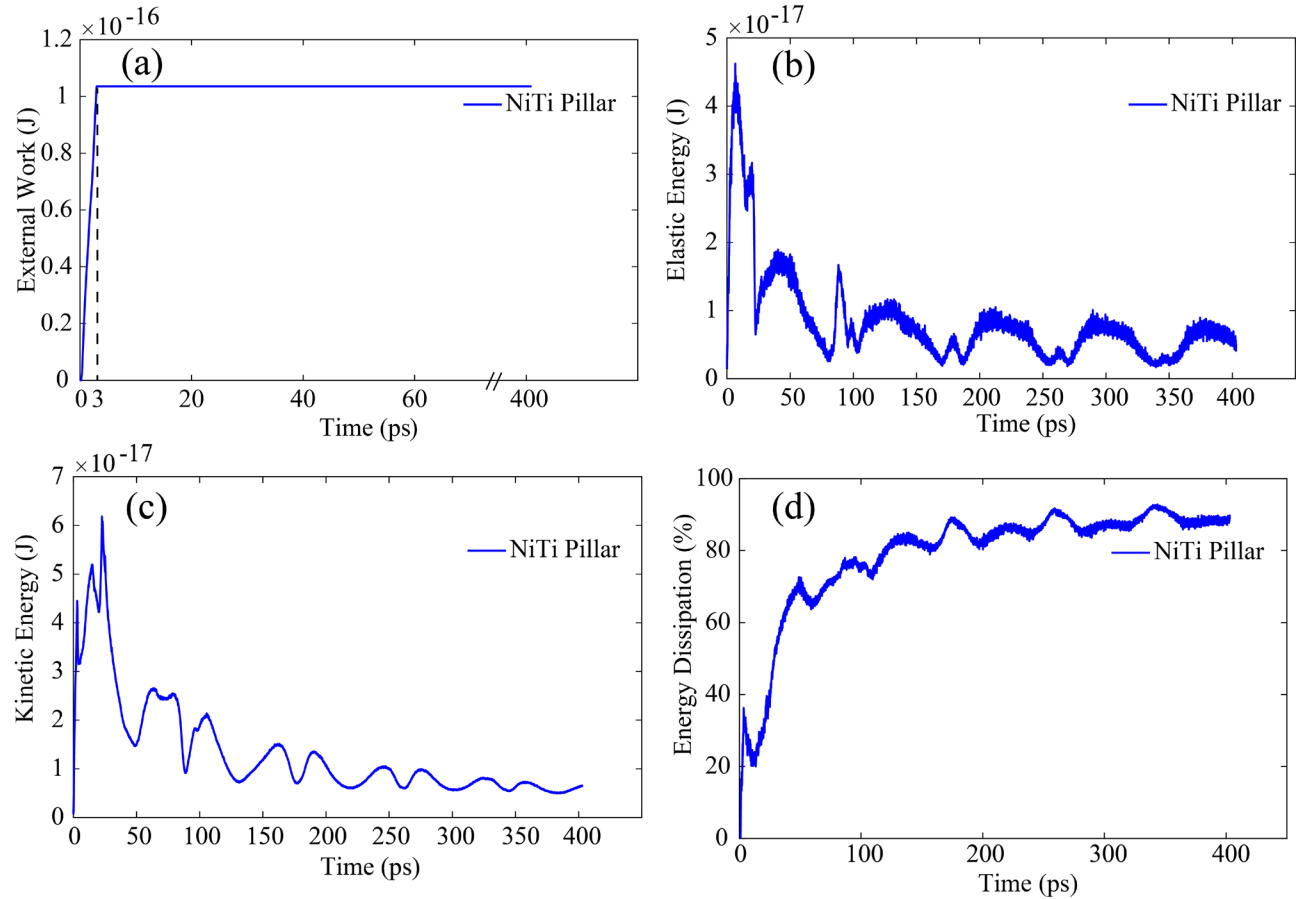 ×10-16
1.2
(a)
1
NiTi Pillar
0.8
0.6
0.4
0.2
0
External Work (J)
0 3 20 40 60 400
Time (ps)
×10-17
5
(b)
4
NiTi Pillar
3
2
1
0
Elastic Energy (J)
0 50 100 150 200 250 300 350 400
Time (ps)
×10-17
7
(c)
6
NiTi Pillar
5
4
3
2
1
0
Kinetic Energy (J)
0 50 100 150 200 250 300 350 400
Time (ps)
100
(d)
80
NiTi Pillar
60
40
20
0
Energy Dissipation (%)
0 100 200 300 400
Time (ps)